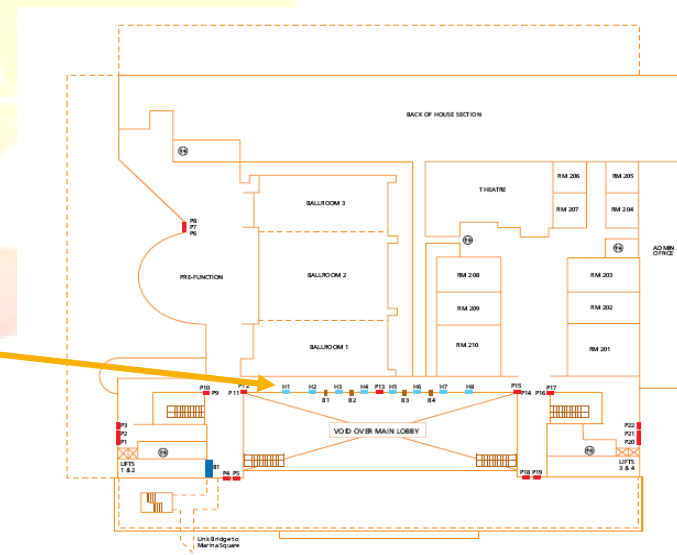 BACK OF HOUSE SECTION
RM 206
RM 205
THEATRE
RM 207
RM 204
BALLROOM 3
P8
P7
P6
ADMIN
OFFICE
PRE-FUNCTION
BALLROOM 2
RM 208
RM 203
RM 209
RM 202
BALLROOM 1
RM 210
RM 201
P10
P9
P12
P11
H1
H2
H3
H4
P13
H5
H6
H7
H8
P15
P14
P16
P17
B1
B2
B3
B4
P3
P2
P1
VOID OVER MAIN LOBBY
P22
P21
P20
LIFTS
1 & 2
B1
P4
P5
P18
P19
LIFTS
3 & 4
Link Bridge to
Marina Square